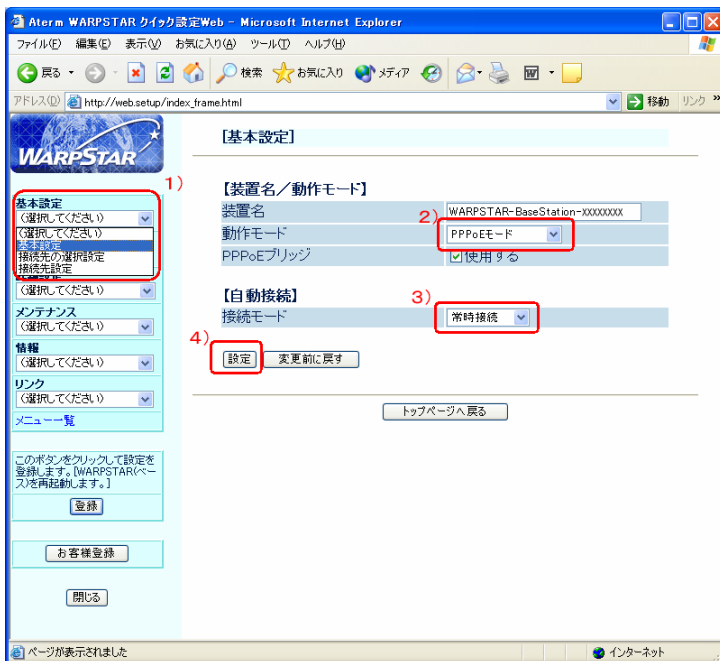 Aterm WARPSTAR クイック設定Web - Microsoft Internet Explorer
ファイル(F) 編集(E) 表示(V) お気に入り(A) ツール(T) ヘルプ(H)
戻る 検索 お気に入り メディア
アドレス(D) http://web.setup/index_frame.html 移動 リンク »
WARPSTAR
1)
基本設定
(選択してください)
(選択してください)
基本設定
接続先の選択設定
接続先設定
(選択してください)
メンテナンス
(選択してください)
情報
(選択してください)
リンク
(選択してください)
メニュー一覧
このボタンをクリックして設定を
登録します。[WARPSTAR(ベー
ス)を再起動します。]
登録
お客様登録
閉じる
[基本設定]
【装置名/動作モード】
装置名 WARPSTAR-BaseStation-XXXXXXXX
2)
動作モード PPPoEモード
PPPoEブリッジ 使用する
【自動接続】
3)
接続モード 常時接続
4)
設定 変更前に戻す
トップページへ戻る
ページが表示されました インターネット